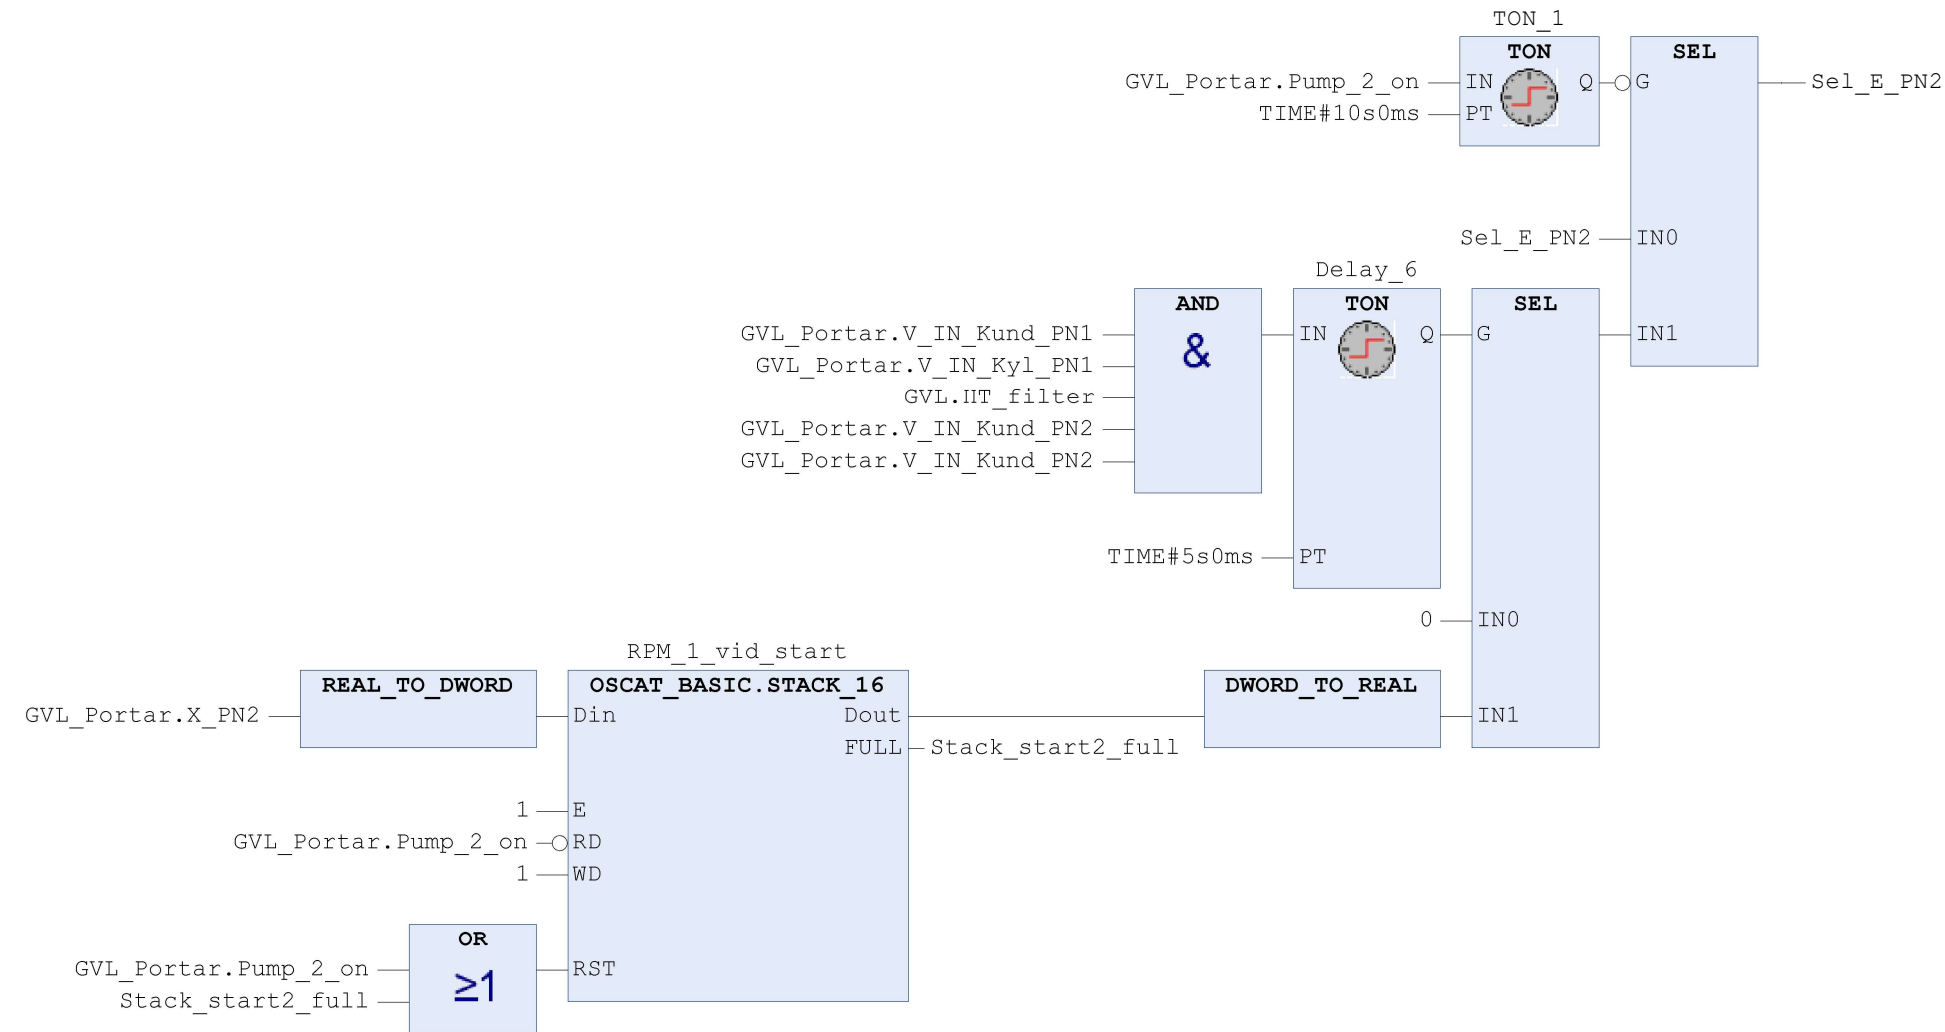 TON_1
TON
SEL
GVL_Portar.Pump_2_on
IN
Q
G
Sel_E_PN2
TIME#10s0ms
PT
Sel_E_PN2
IN0
Delay_6
AND
TON
SEL
GVL_Portar.V_IN_Kund_PN1
&
IN
Q
G
IN1
GVL_Portar.V_IN_Kyl_PN1
GVL.IIT_filter
GVL_Portar.V_IN_Kund_PN2
GVL_Portar.V_IN_Kund_PN2
TIME#5s0ms
PT
0
IN0
RPM_1_vid_start
REAL_TO_DWORD
OSCAT_BASIC.STACK_16
DWORD_TO_REAL
GVL_Portar.X_PN2
Din
Dout
IN1
FULL
Stack_start2_full
1
E
GVL_Portar.Pump_2_on
RD
1
WD
OR
GVL_Portar.Pump_2_on
≥1
RST
Stack_start2_full